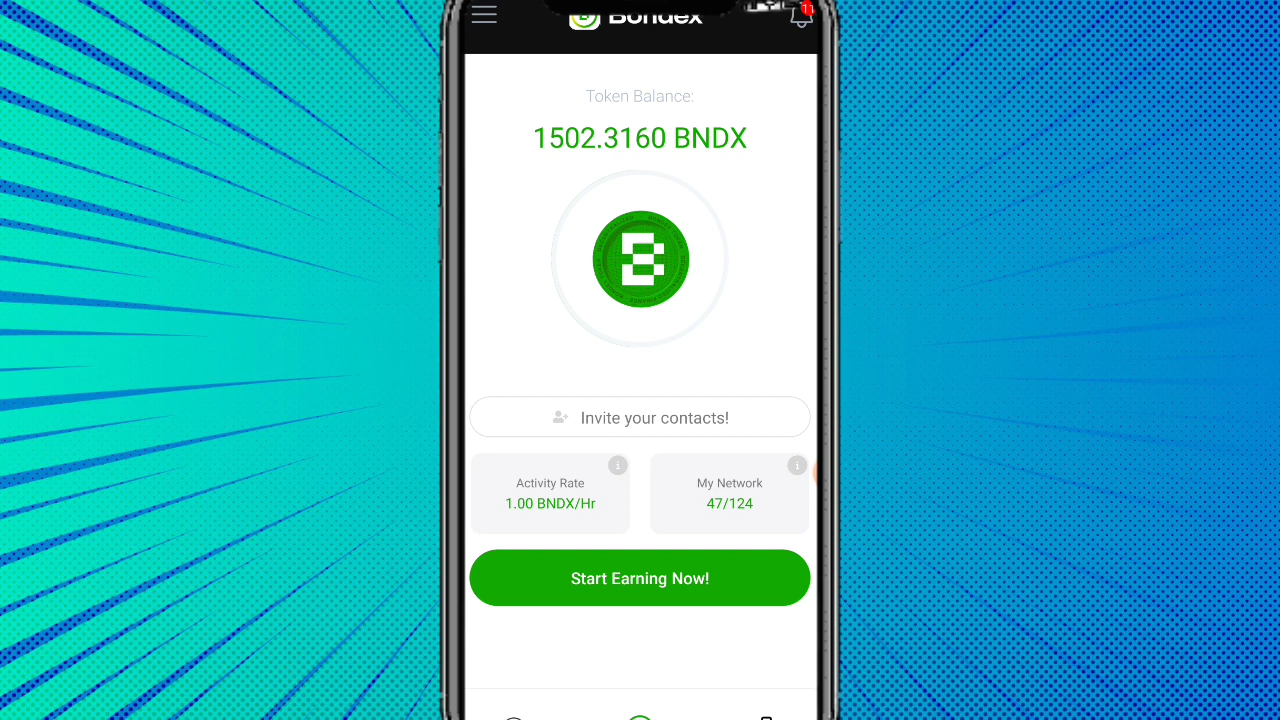 Bondex
11
Token Balance:
1502.3160 BNDX
Invite your contacts!
Activity Rate
1.00 BNDX/Hr
My Network
47/124
Start Earning Now!